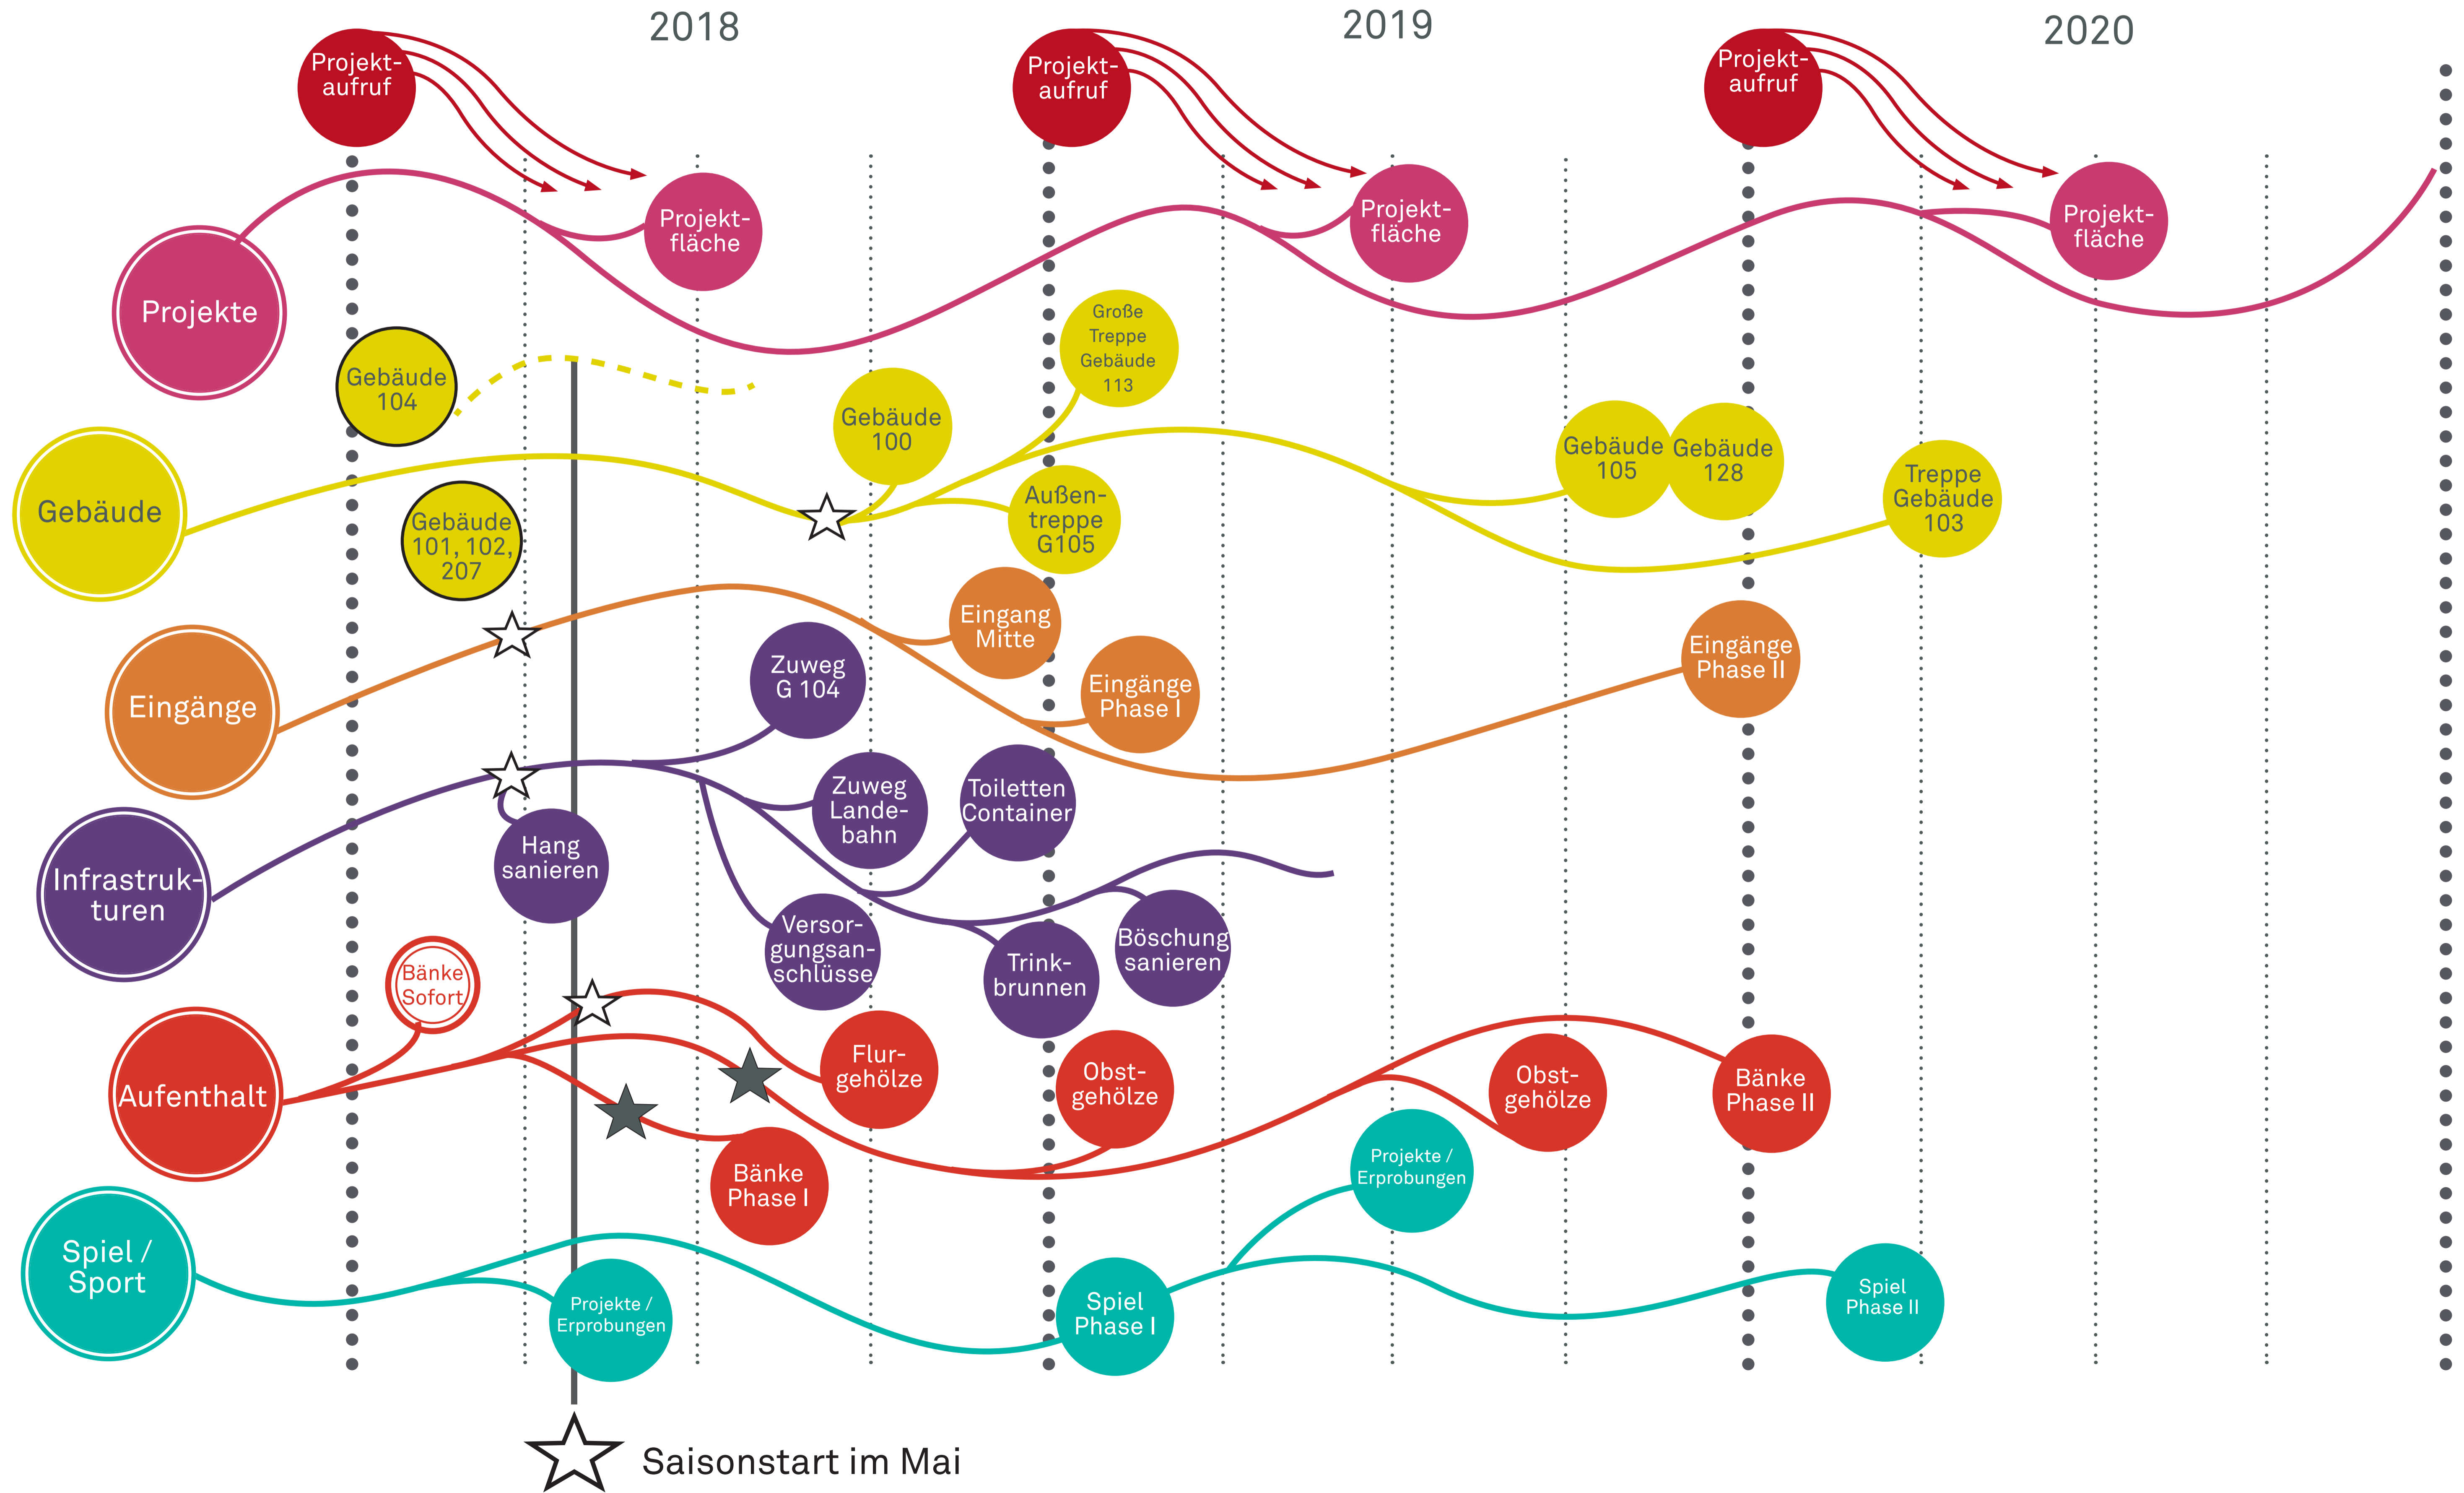 2018
2019
2020
Projekt-
aufruf
Projekt-
aufruf
Projekt-
aufruf
Projekte
Projekt-
fläche
Projekt-
fläche
Projekt-
fläche
Gebäude
Gebäude
104
Gebäude
101, 102,
207
Gebäude
100
Große
Treppe
Gebäude
113
Außen-
treppe
G105
Gebäude
105
Gebäude
128
Treppe
Gebäude
103
Eingänge
Eingang
Mitte
Eingänge
Phase I
Eingänge
Phase II
Infrastruk-
turen
Hang
sanieren
Zuweg
G 104
Zuweg
Lande-
bahn
Versor-
gungsan-
schlüsse
Toiletten
Container
Trink-
brunnen
Böschung
sanieren
Aufenthalt
Bänke
Sofort
Bänke
Phase I
Flur-
gehölze
Obst-
gehölze
Obst-
gehölze
Bänke
Phase II
Spiel /
Sport
Projekte /
Erprobungen
Spiel
Phase I
Projekte /
Erprobungen
Spiel
Phase II
Saisonstart im Mai